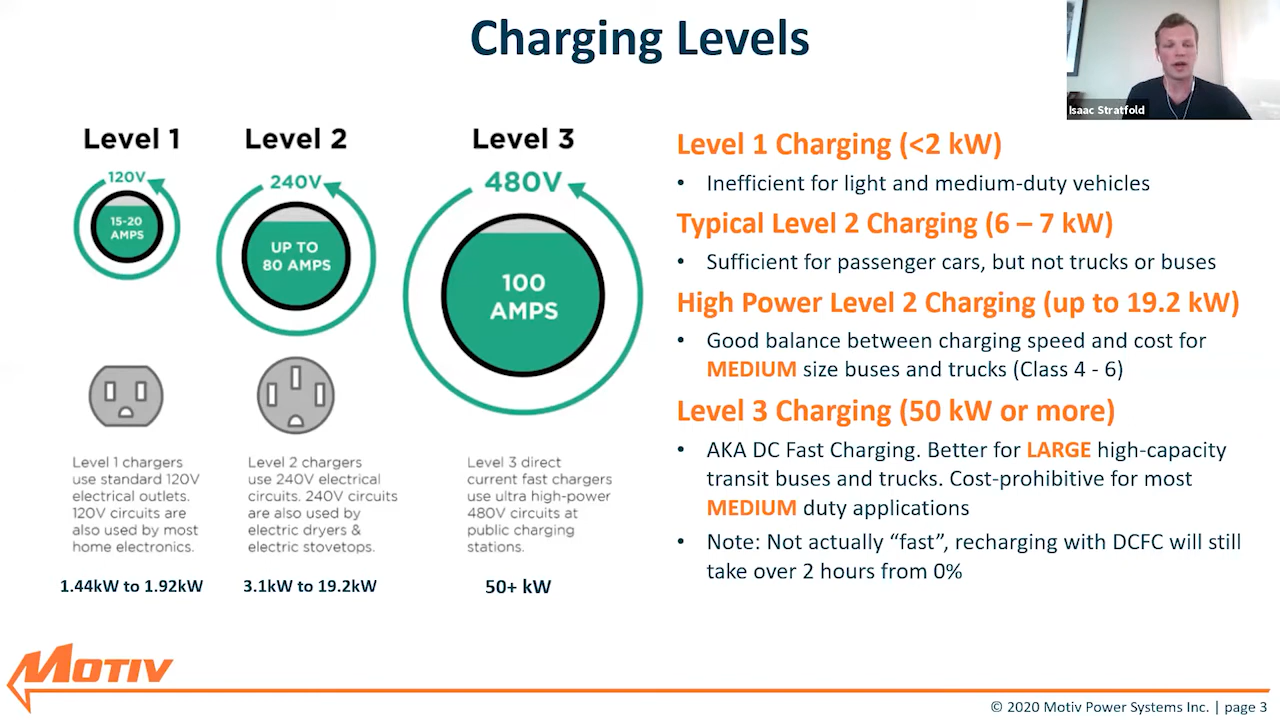 Charging Levels
Isaac Stratfold
Level 1
120V
15-20
AMPS
Level 1 chargers
use standard 120V
electrical outlets.
120V circuits are
also used by most
home electronics.
1.44kW to 1.92kW
Level 2
240V
UP TO
80 AMPS
Level 2 chargers
use 240V electrical
circuits. 240V circuits
are also used by
electric dryers &
electric stovetops.
3.1kW to 19.2kW
Level 3
480V
100
AMPS
Level 3 direct
current fast chargers
use ultra high-power
480V circuits at
public charging
stations.
50+ kW
Level 1 Charging (<2 kW)
• Inefficient for light and medium-duty vehicles
Typical Level 2 Charging (6 – 7 kW)
• Sufficient for passenger cars, but not trucks or buses
High Power Level 2 Charging (up to 19.2 kW)
• Good balance between charging speed and cost for
MEDIUM size buses and trucks (Class 4 - 6)
Level 3 Charging (50 kW or more)
• AKA DC Fast Charging. Better for LARGE high-capacity
transit buses and trucks. Cost-prohibitive for most
MEDIUM duty applications
• Note: Not actually “fast”, recharging with DCFC will still
take over 2 hours from 0%
MOTIV
© 2020 Motiv Power Systems Inc. | page 3